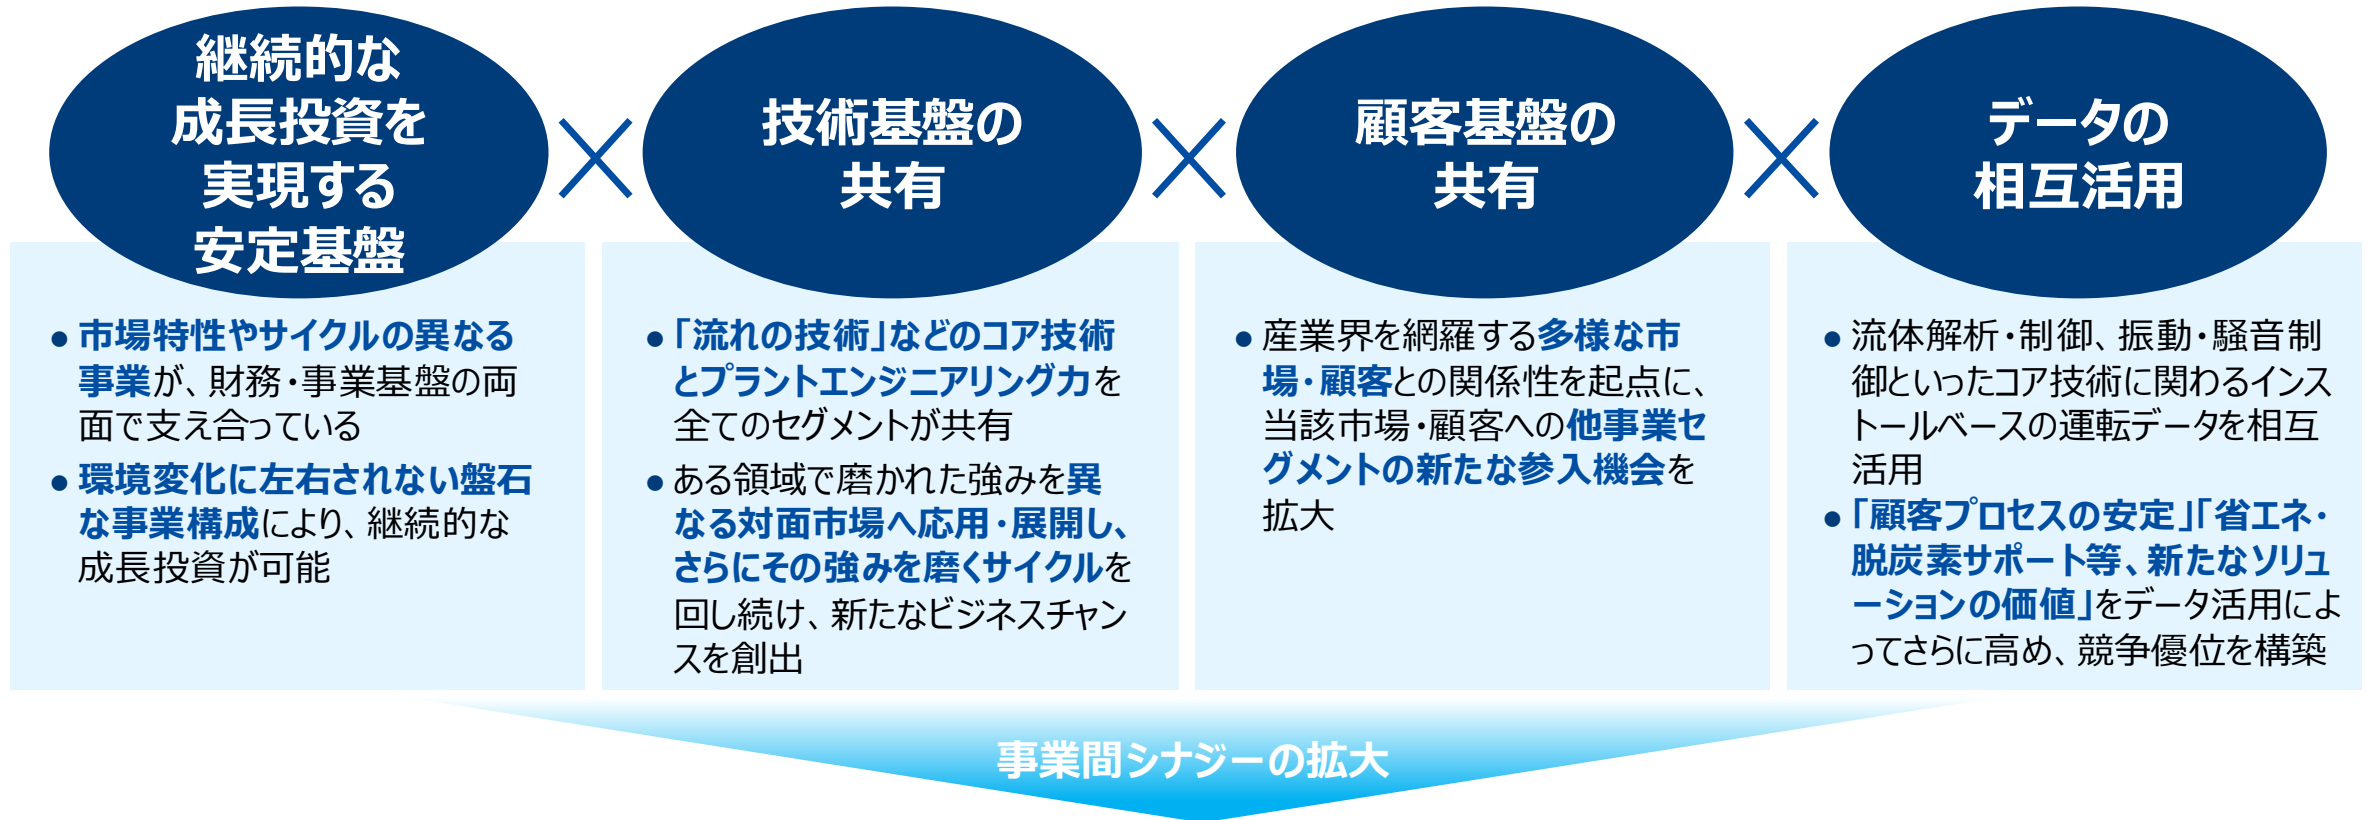 継続的な
成長投資を
実現する
安定基盤
×
技術基盤の
共有
×
顧客基盤の
共有
×
データの
相互活用
●市場特性やサイクルの異なる
事業が、財務・事業基盤の両
面で支え合っている
●環境変化に左右されない盤石
な事業構成により、継続的な
成長投資が可能
●「流れの技術」などのコア技術
とプラントエンジニアリング力を
全てのセグメントが共有
●ある領域で磨かれた強みを異
なる対面市場へ応用・展開し、
さらにその強みを磨くサイクルを
回し続け、新たなビジネスチャン
スを創出
●産業界を網羅する多様な市
場・顧客との関係性を起点に、
当該市場・顧客への他事業セ
グメントの新たな参入機会を
拡大
●流体解析・制御、振動・騒音制
御といったコア技術に関わるインス
トールベースの運転データを相互
活用
●「顧客プロセスの安定」「省エネ・
脱炭素サポート等、新たなソリュ
ーションの価値」をデータ活用によ
ってさらに高め、競争優位を構築
事業間シナジーの拡大